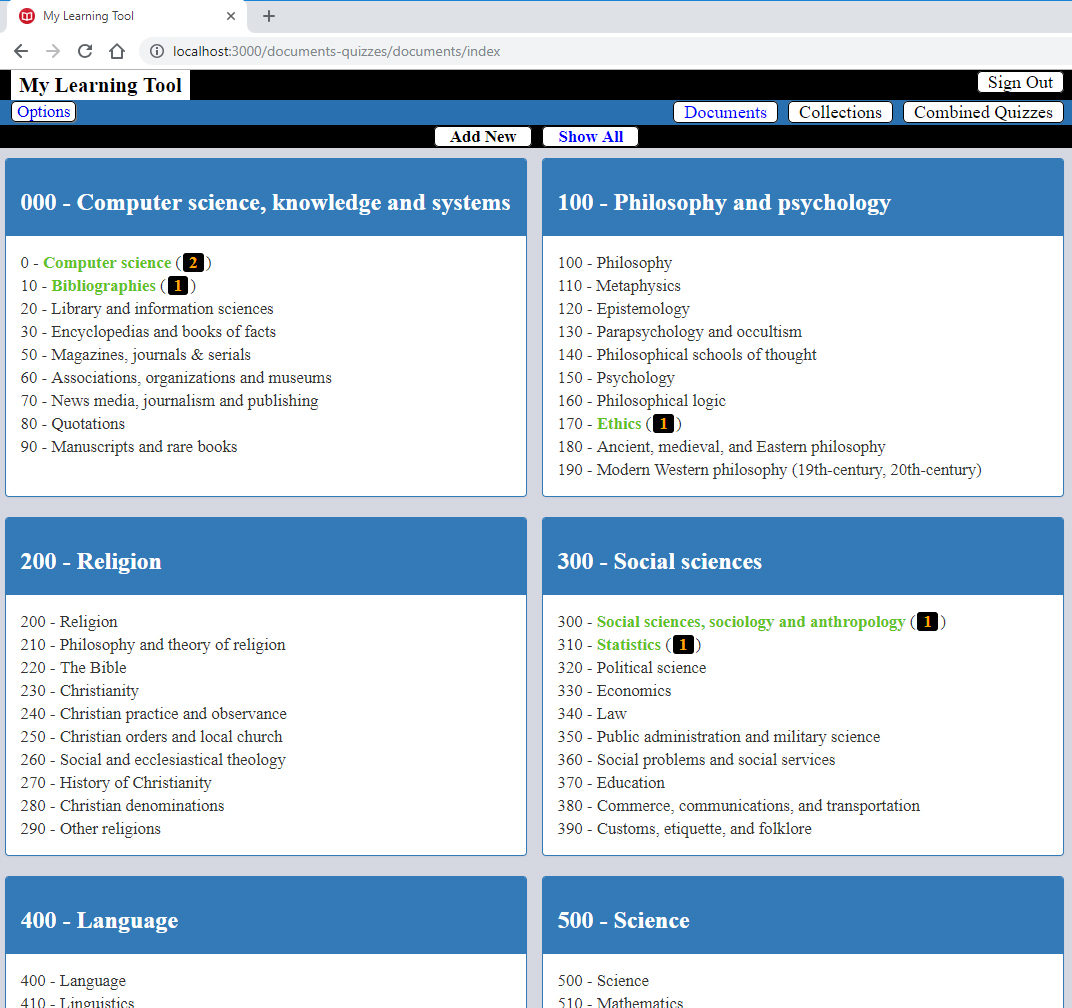 My Learning Tool
localhost:3000/documents-quizzes/documents/index
My Learning Tool
Sign Out
Options
Documents
Collections
Combined Quizzes
Add New
Show All
000 - Computer science, knowledge and systems
0 - Computer science ( 2 )
10 - Bibliographies ( 1 )
20 - Library and information sciences
30 - Encyclopedias and books of facts
50 - Magazines, journals & serials
60 - Associations, organizations and museums
70 - News media, journalism and publishing
80 - Quotations
90 - Manuscripts and rare books
100 - Philosophy and psychology
100 - Philosophy
110 - Metaphysics
120 - Epistemology
130 - Parapsychology and occultism
140 - Philosophical schools of thought
150 - Psychology
160 - Philosophical logic
170 - Ethics ( 1 )
180 - Ancient, medieval, and Eastern philosophy
190 - Modern Western philosophy (19th-century, 20th-century)
200 - Religion
200 - Religion
210 - Philosophy and theory of religion
220 - The Bible
230 - Christianity
240 - Christian practice and observance
250 - Christian orders and local church
260 - Social and ecclesiastical theology
270 - History of Christianity
280 - Christian denominations
290 - Other religions
300 - Social sciences
300 - Social sciences, sociology and anthropology ( 1 )
310 - Statistics ( 1 )
320 - Political science
330 - Economics
340 - Law
350 - Public administration and military science
360 - Social problems and social services
370 - Education
380 - Commerce, communications, and transportation
390 - Customs, etiquette, and folklore
400 - Language
400 - Language
410 - Linguistics
500 - Science
500 - Science
510 - Mathematics